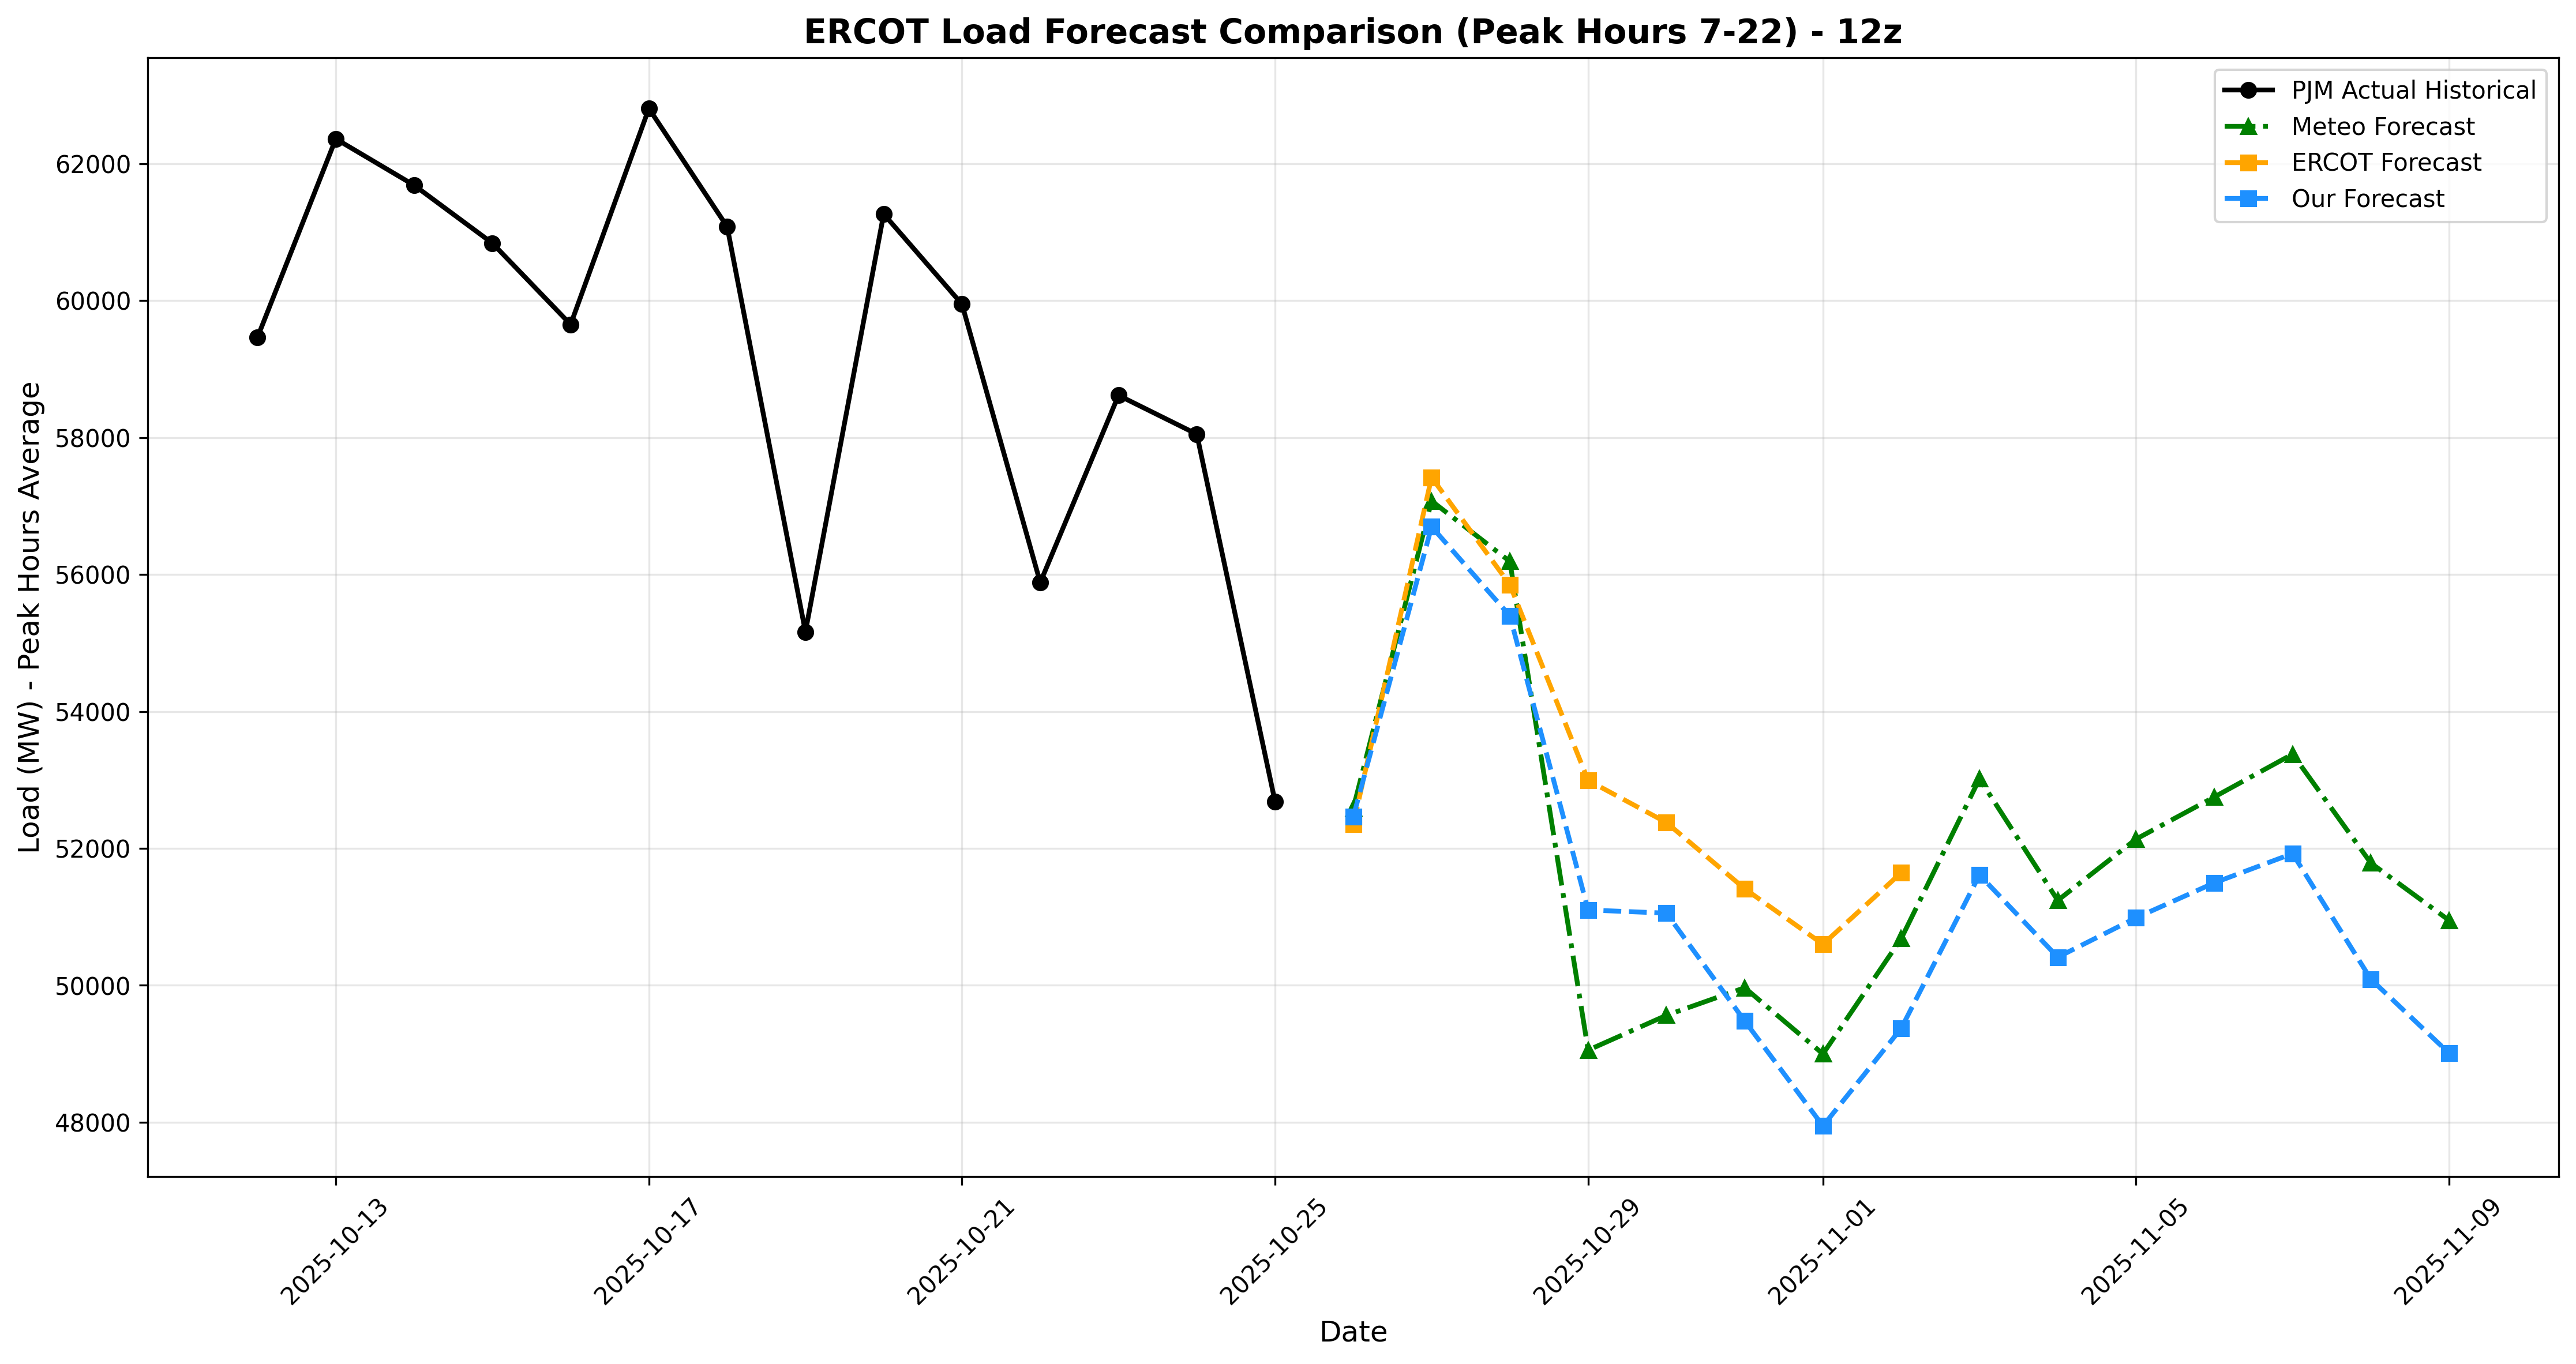 ERCOT Load Forecast Comparison (Peak Hours 7-22) - 12z
PJM Actual Historical
Meteo Forecast
ERCOT Forecast
Our Forecast
Load (MW) - Peak Hours Average
62000
60000
58000
56000
54000
52000
50000
48000
2025-10-13
2025-10-17
2025-10-21
2025-10-25
2025-10-29
2025-11-01
2025-11-05
2025-11-09
Date